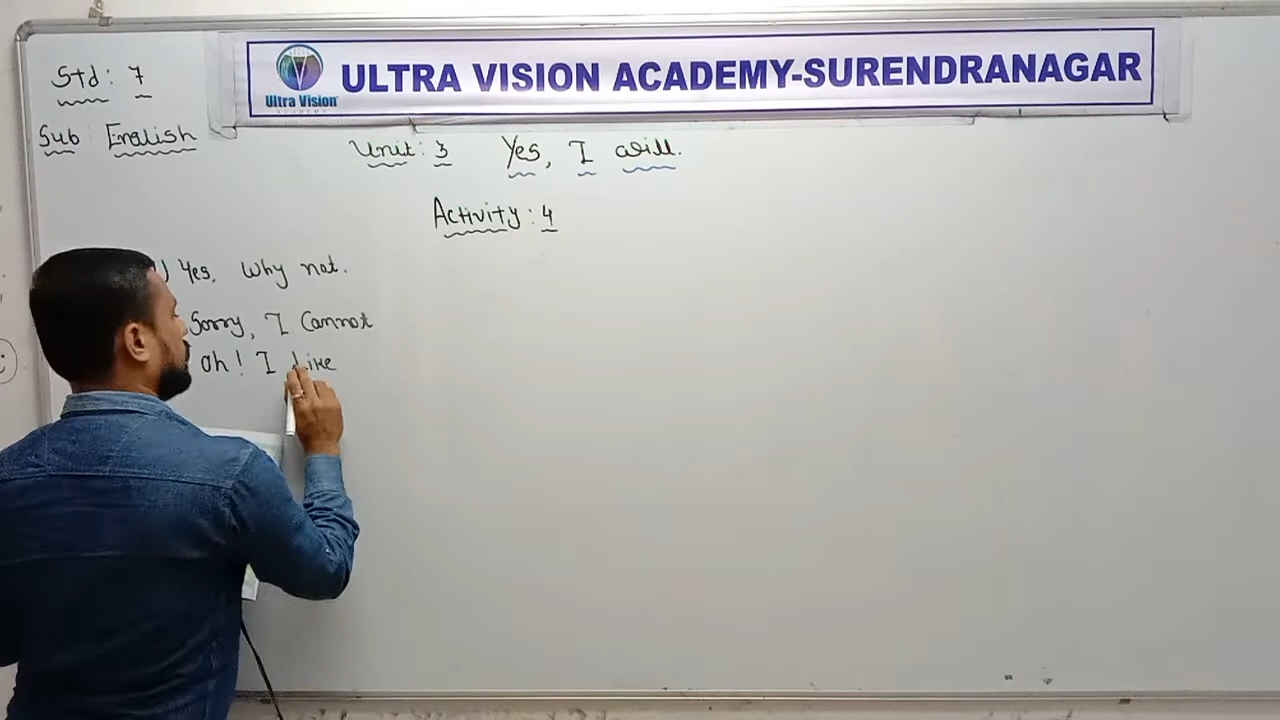 ULTRA VISION ACADEMY-SURENDRANAGAR
Ultra Vision
ACADEMY
Std: 7
Sub: English
Unit: 3 Yes, I will.
Activity: 4
) Yes, Why not.
Sorry, I Cannot
Oh! I Like